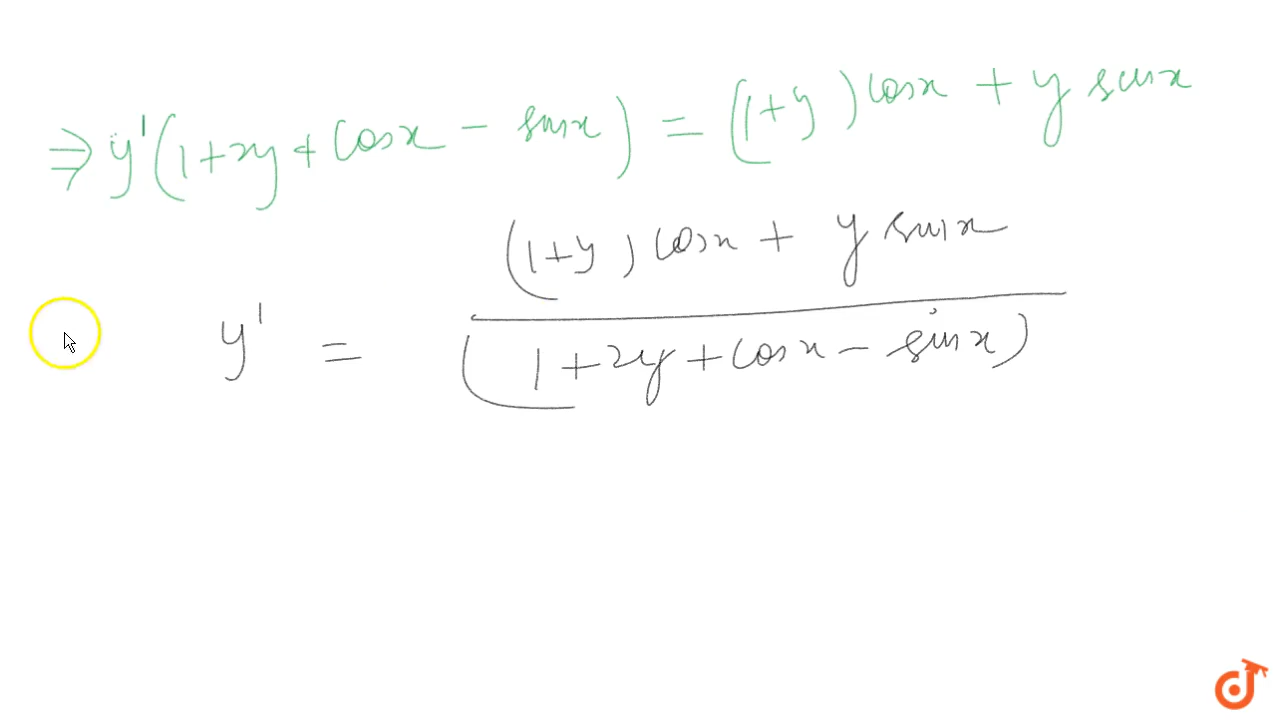 ⇒ y'(1+2y+cosx - sinx) = (1+y)cosx + y sinx
(1+y) cosx + y sinx
y' = ───────────────
(1+2y+cosx - sinx)